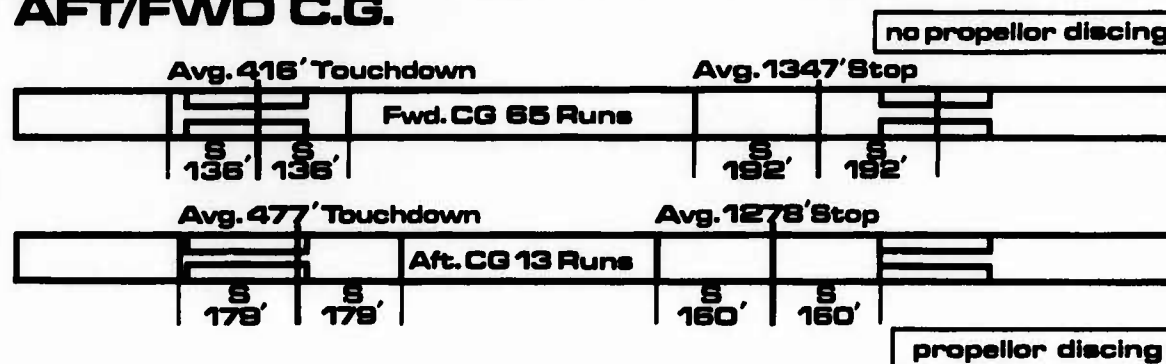 AFT/FWD C.G.
no propellor discing
Avg. 416' Touchdown
Avg. 1347' Stop
Fwd. CG 65 Runs
S S
136' 136'
S S
192' 192'
Avg. 477' Touchdown
Avg. 1278' Stop
Aft. CG 13 Runs
S S
179' 179'
S S
160' 160'
propellor discing